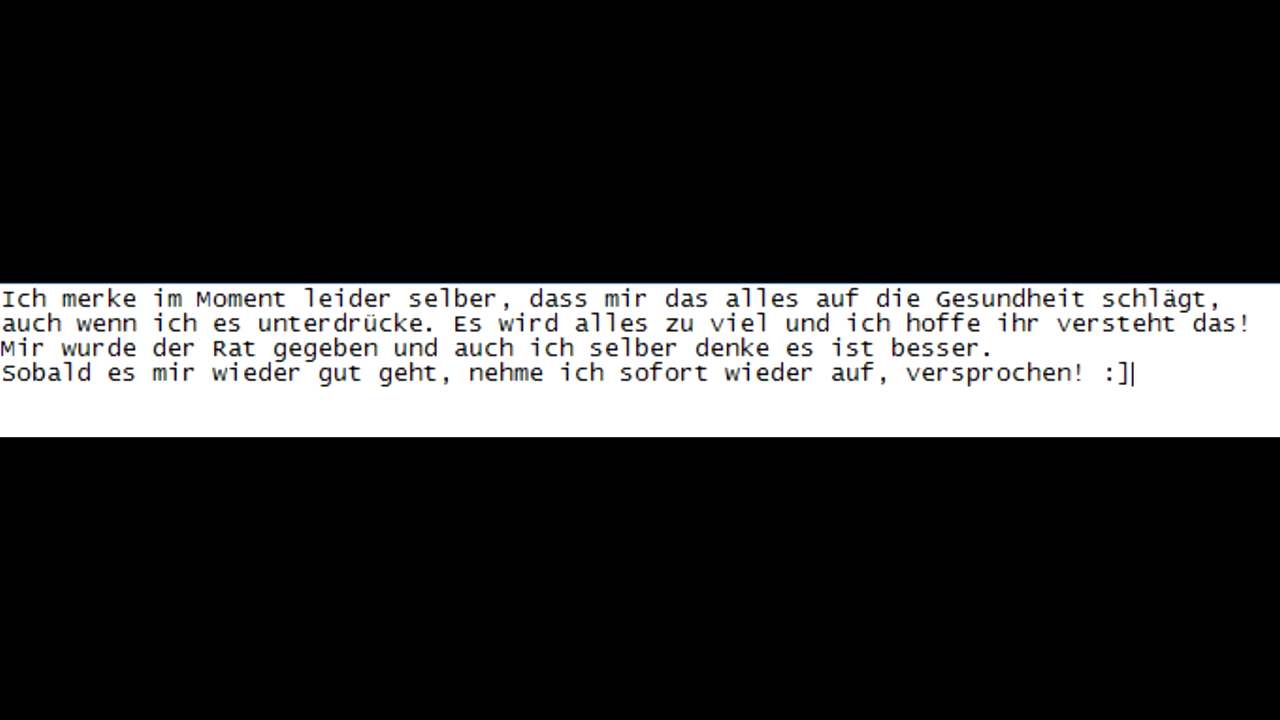 Ich merke im Moment leider selber, dass mir das alles auf die Gesundheit schlägt,
auch wenn ich es unterdrücke. Es wird alles zu viel und ich hoffe ihr versteht das!
Mir wurde der Rat gegeben und auch ich selber denke es ist besser.
Sobald es mir wieder gut geht, nehme ich sofort wieder auf, versprochen! :]